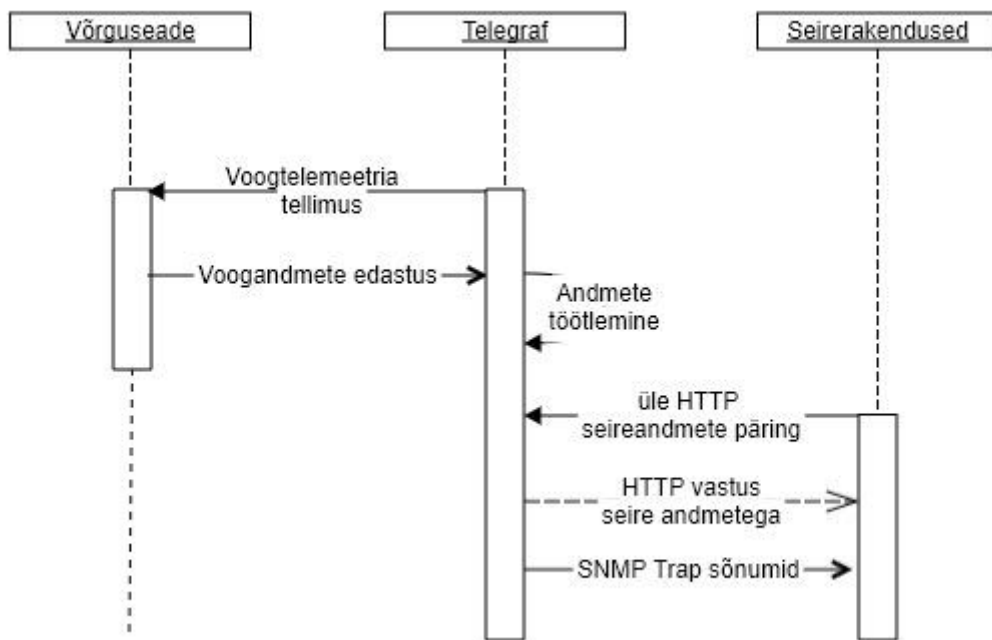 Võrguseade
Telegraf
Seirerakendused
Voogtelemeetria
tellimus
Voogandmete edastus
Andmete
töötlemine
üle HTTP
seireandmete päring
HTTP vastus
seire andmetega
SNMP Trap sõnumid